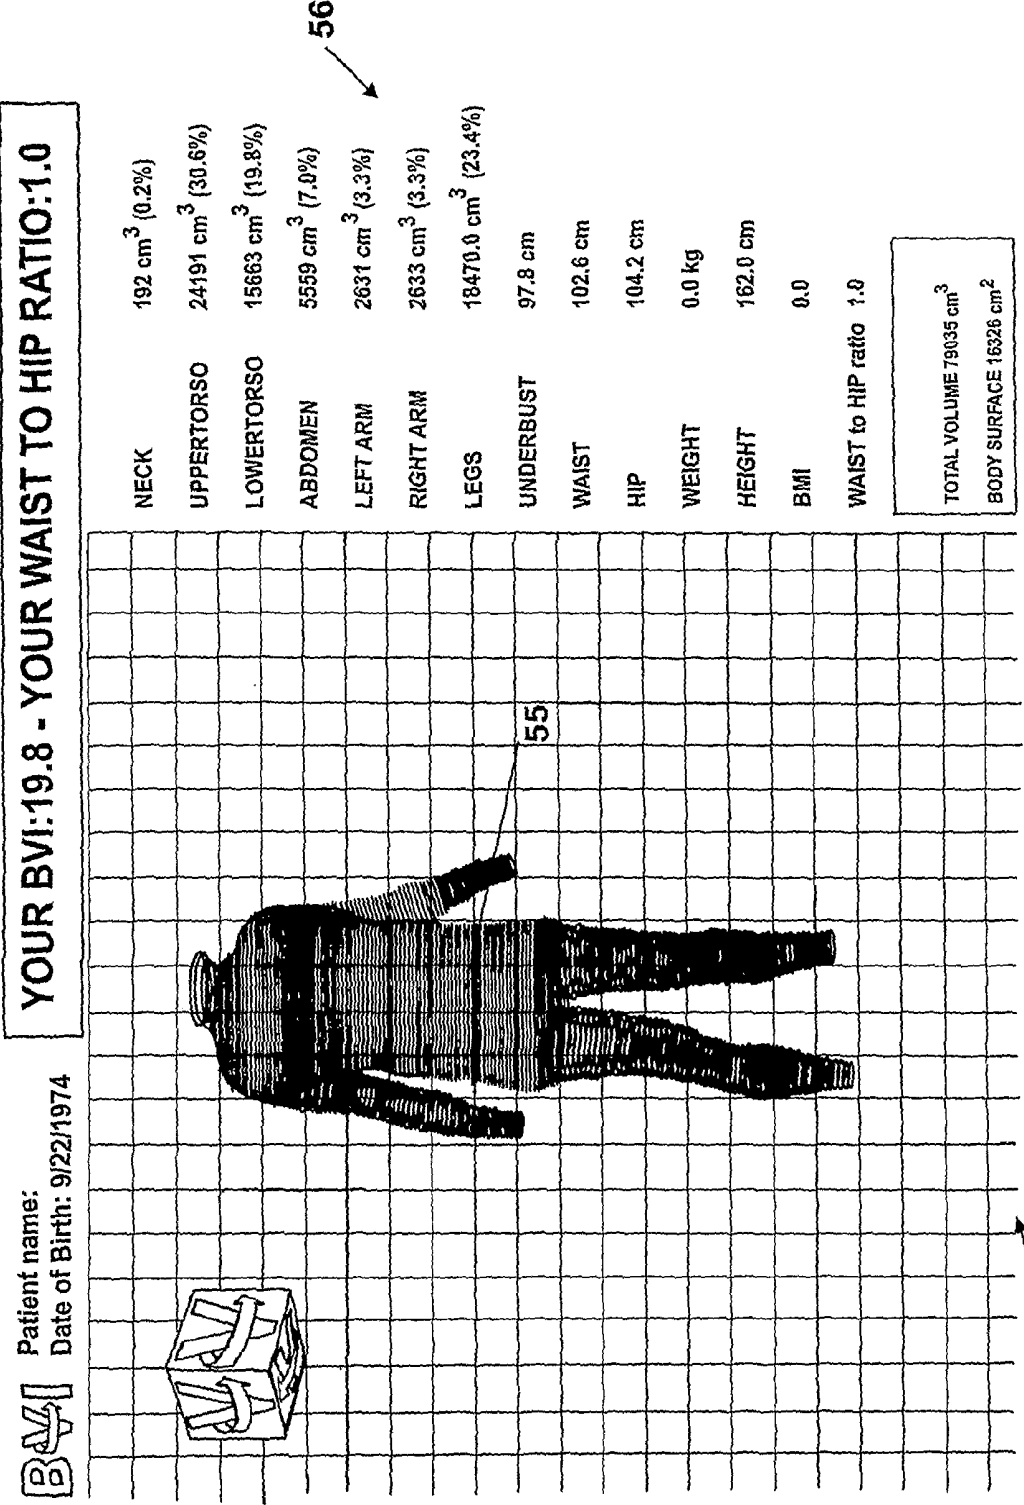 BVI
Patient name:
Date of Birth: 9/22/1974
YOUR BVI:19.8 - YOUR WAIST TO HIP RATIO:1.0
NECK 192 cm³ (0.2%)
UPPERTORSO 24191 cm³ (30.6%)
LOWERTORSO 15663 cm³ (19.8%)
ABDOMEN 5559 cm³ (7.0%)
LEFT ARM 2631 cm³ (3.3%)
RIGHT ARM 2633 cm³ (3.3%)
LEGS 18470.0 cm³ (23.4%)
UNDERBUST 97.8 cm
WAIST 102.6 cm
HIP 104.2 cm
WEIGHT 0.0 kg
HEIGHT 162.0 cm
BMI 0.0
WAIST to HIP ratio 1.0
TOTAL VOLUME 79035 cm³
BODY SURFACE 16326 cm²
55
56